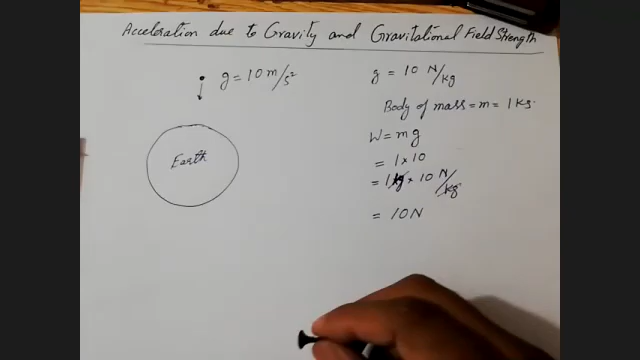 Acceleration due to Gravity and Gravitational Field Strength
g = 10 m/s²
g = 10 N/kg
Body of mass = m = 1 kg.
W = mg
= 1 × 10
= 1kg × 10 N/kg
= 10N
Earth